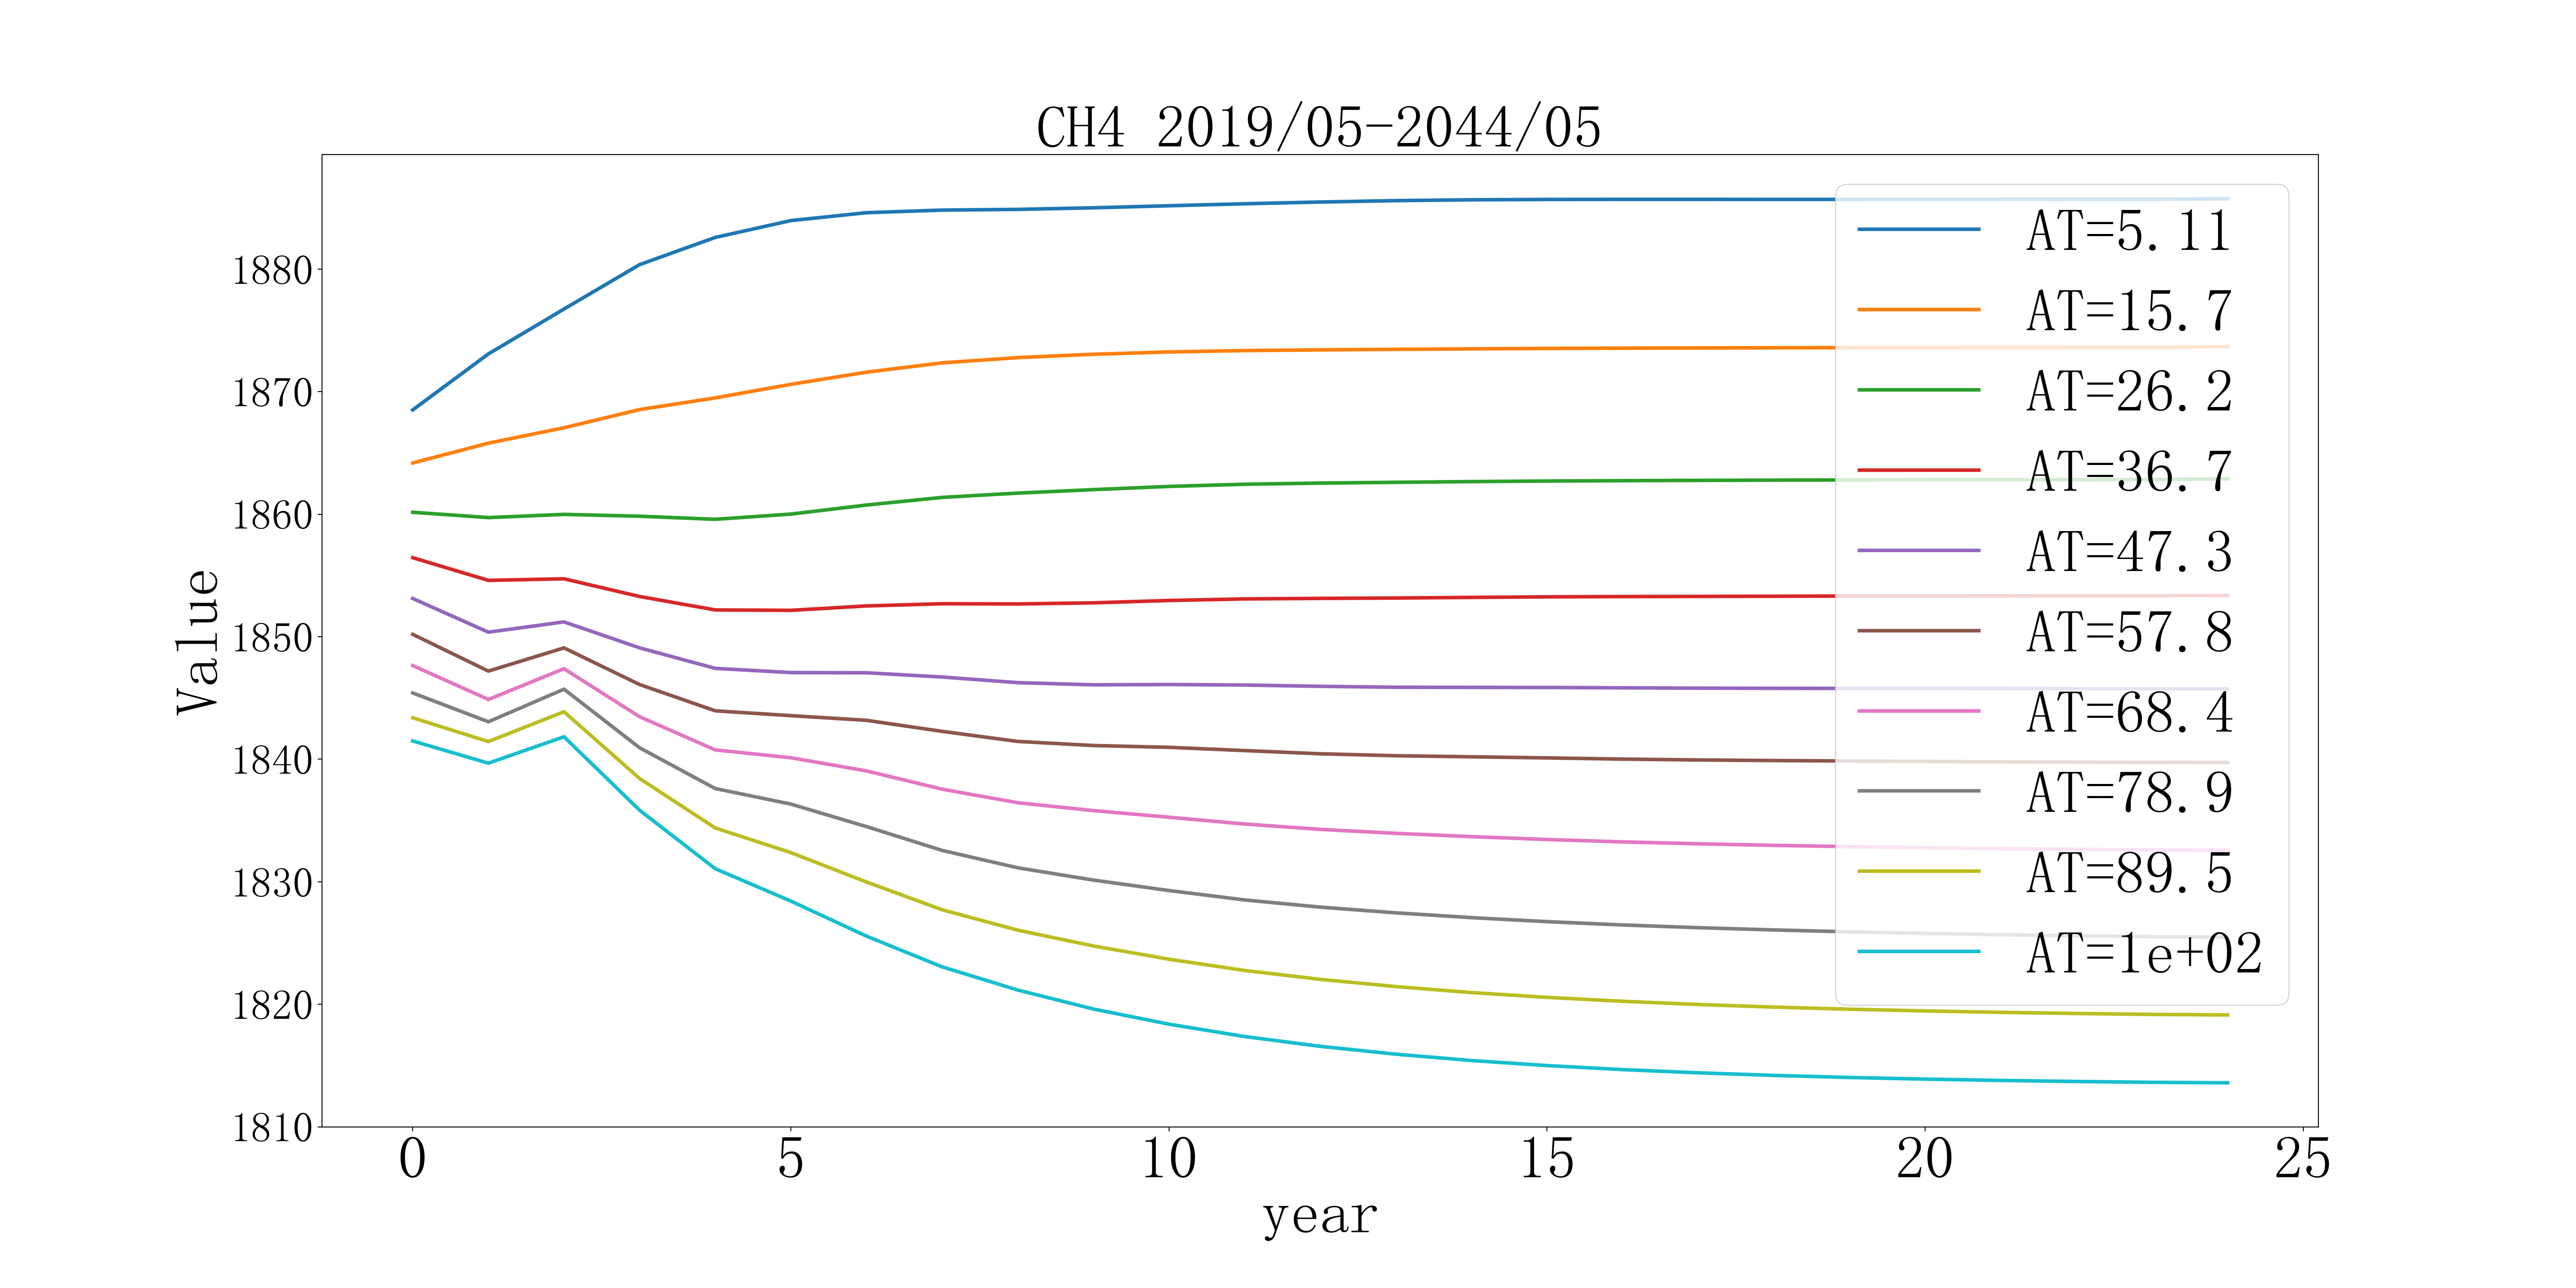 CH4 2019/05-2044/05
Value
1880
1870
1860
1850
1840
1830
1820
1810
0 5 10 15 20 25
year
AT=5.11
AT=15.7
AT=26.2
AT=36.7
AT=47.3
AT=57.8
AT=68.4
AT=78.9
AT=89.5
AT=1e+02